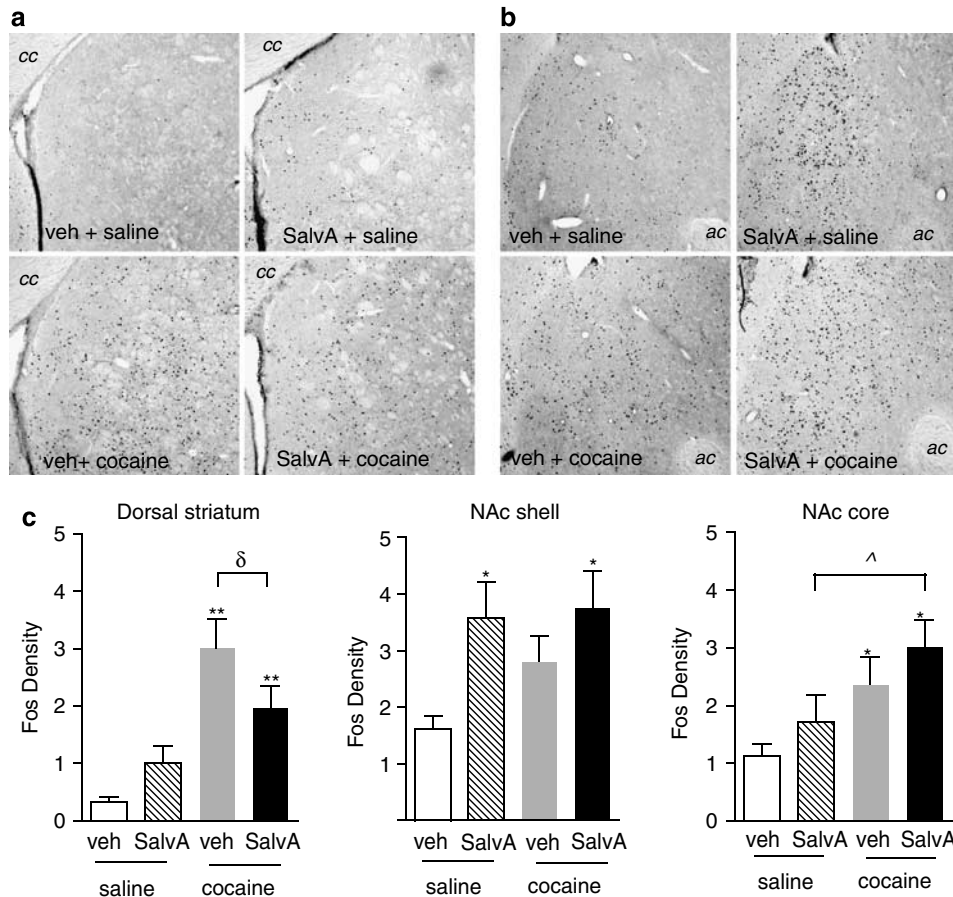 a
b
cc
cc
veh + saline
SalvA + saline
veh + saline
ac
SalvA + saline
ac
cc
cc
veh+ cocaine
SalvA + cocaine
veh + cocaine
ac
SalvA + cocaine
ac
c
Dorsal striatum
5
4
3
2
1
0
Fos Density
δ
**
**
veh SalvA veh SalvA
saline cocaine
NAc shell
5
4
3
2
1
Fos Density
*
*
veh SalvA veh SalvA
saline cocaine
NAc core
5
4
3
2
1
0
Fos Density
^
*
*
veh SalvA veh SalvA
saline cocaine